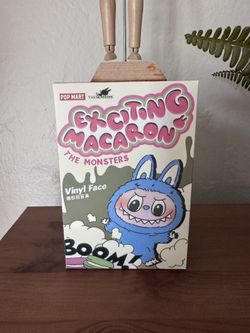 POP MART
EXCITING
MACARON
THE MONSTERS
Vinyl Face
BOOM!